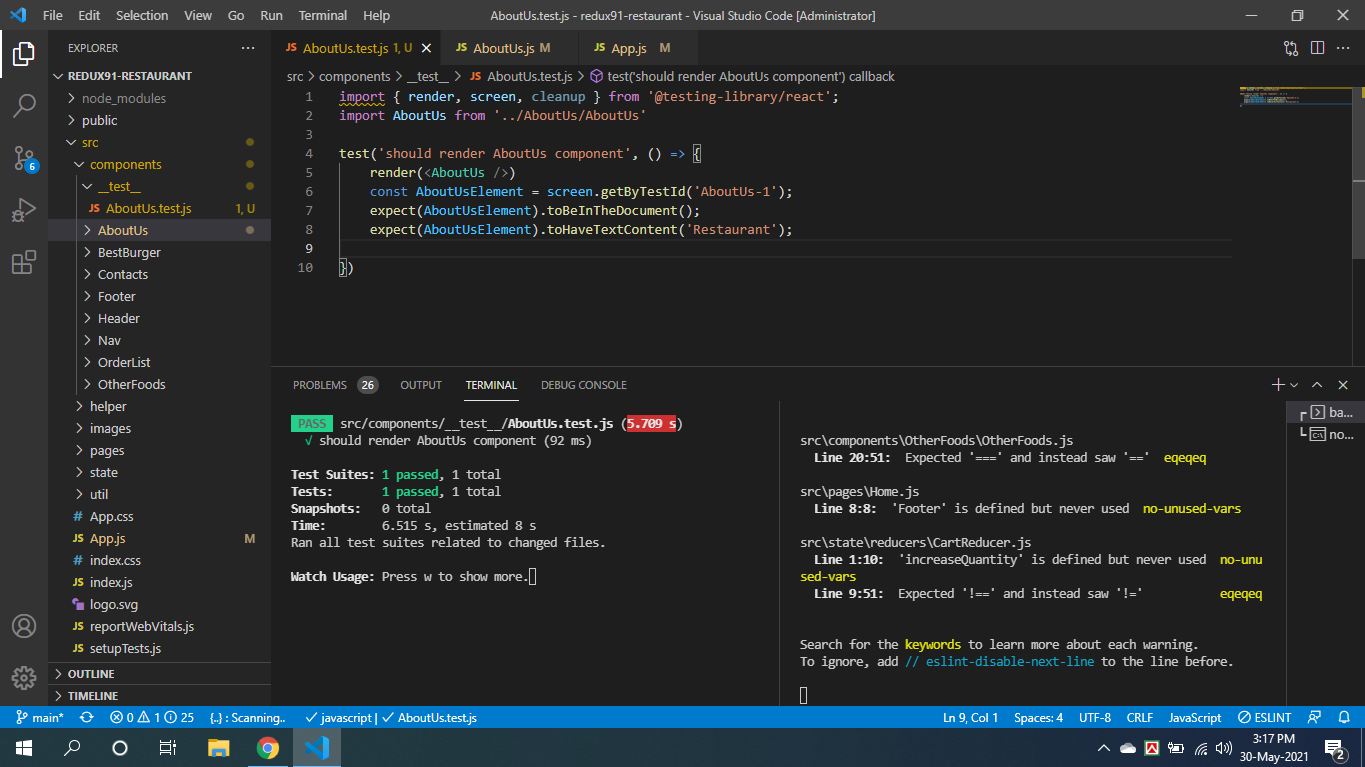 File Edit Selection View Go Run Terminal Help
AboutUs.test.js - redux91-restaurant - Visual Studio Code [Administrator]
EXPLORER
REDUX91-RESTAURANT
node_modules
public
src
components
__test__
JS AboutUs.test.js 1, U
AboutUs
BestBurger
Contacts
Footer
Header
Nav
OrderList
OtherFoods
helper
images
pages
state
util
# App.css
JS App.js M
# index.css
JS index.js
logo.svg
JS reportWebVitals.js
JS setupTests.js
OUTLINE
TIMELINE
6
JS AboutUs.test.js 1, U
JS AboutUs.js M
JS App.js M
src > components > __test__ > JS AboutUs.test.js > test('should render AboutUs component') callback
1 import { render, screen, cleanup } from '@testing-library/react';
2 import AboutUs from '../AboutUs/AboutUs'
3
4 test('should render AboutUs component', () => {
5 render(<AboutUs />)
6 const AboutUsElement = screen.getByTestId('AboutUs-1');
7 expect(AboutUsElement).toBeInTheDocument();
8 expect(AboutUsElement).toHaveTextContent('Restaurant');
9
10 })
PROBLEMS 26 OUTPUT TERMINAL DEBUG CONSOLE
PASS src/components/__test__/AboutUs.test.js (5.709 s)
√ should render AboutUs component (92 ms)
Test Suites: 1 passed, 1 total
Tests: 1 passed, 1 total
Snapshots: 0 total
Time: 6.515 s, estimated 8 s
Ran all test suites related to changed files.
Watch Usage: Press w to show more.
src\components\OtherFoods\OtherFoods.js
Line 20:51: Expected '===' and instead saw '==' eqeqeq
src\pages\Home.js
Line 8:8: 'Footer' is defined but never used no-unused-vars
src\state\reducers\CartReducer.js
Line 1:10: 'increaseQuantity' is defined but never used no-unu
sed-vars
Line 9:51: Expected '!==' and instead saw '!=' eqeqeq
Search for the keywords to learn more about each warning.
To ignore, add // eslint-disable-next-line to the line before.
ba...
no...
main* 0 1 25 {..} : Scanning.. javascript | AboutUs.test.js
Ln 9, Col 1 Spaces: 4 UTF-8 CRLF JavaScript ESLINT
3:17 PM
30-May-2021
2